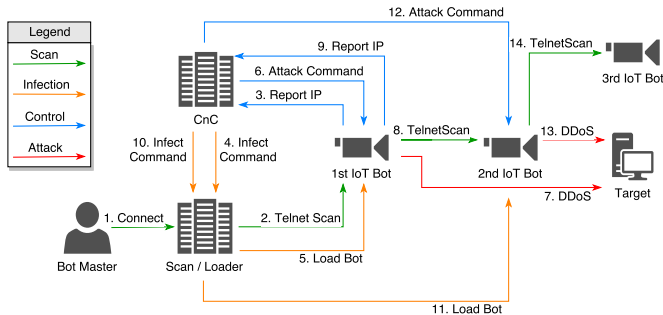 Legend
Scan
Infection
Control
Attack
12. Attack Command
9. Report IP
6. Attack Command
3. Report IP
CnC
10. Infect
Command
4. Infect
Command
8. TelnetScan
14. TelnetScan
3rd IoT Bot
13. DDoS
1st IoT Bot
2nd IoT Bot
Target
7. DDoS
1. Connect
2. Telnet Scan
5. Load Bot
Bot Master
Scan / Loader
11. Load Bot